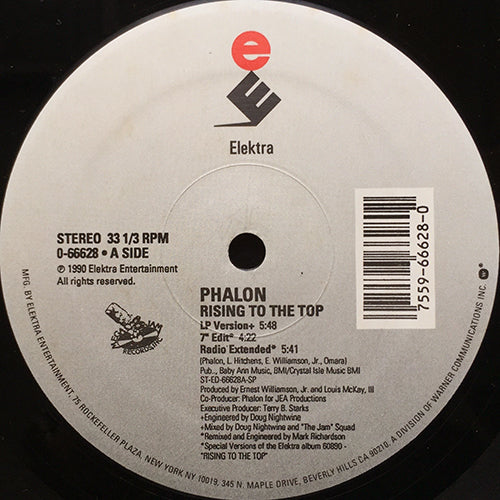 e
E
Elektra
STEREO 33 1/3 RPM
0-66628 • A SIDE
℗ 1990 Elektra Entertainment
All rights reserved.
7559-66628-0
PHALON
RISING TO THE TOP
LP Version+ 5:48
7" Edit* 4:22
Radio Extended* 5:41
(Phalon, L. Hitchens, E. Williamson, Jr., Omara)
Pub., Baby Ann Music, BMI/Crystal Isle Music BMI
ST-ED-66628A-SP
Produced by Ernest Williamson, Jr. and Louis McKay, III
Co-Producer: Phalon for JEA Productions
Executive Producer: Terry B. Starks
+Engineered by Doug Nightwine
+Mixed by Doug Nightwine and "The Jam" Squad
*Remixed and Engineered by Mark Richardson
*Special Versions of the Elektra album 60890 -
"RISING TO THE TOP"
MFG. BY ELEKTRA ENTERTAINMENT, 75 ROCKEFELLER PLAZA, NEW YORK NY 10019, 345 N. MAPLE DRIVE, BEVERLY HILLS CA 90210. A DIVISION OF WARNER COMMUNICATIONS INC.